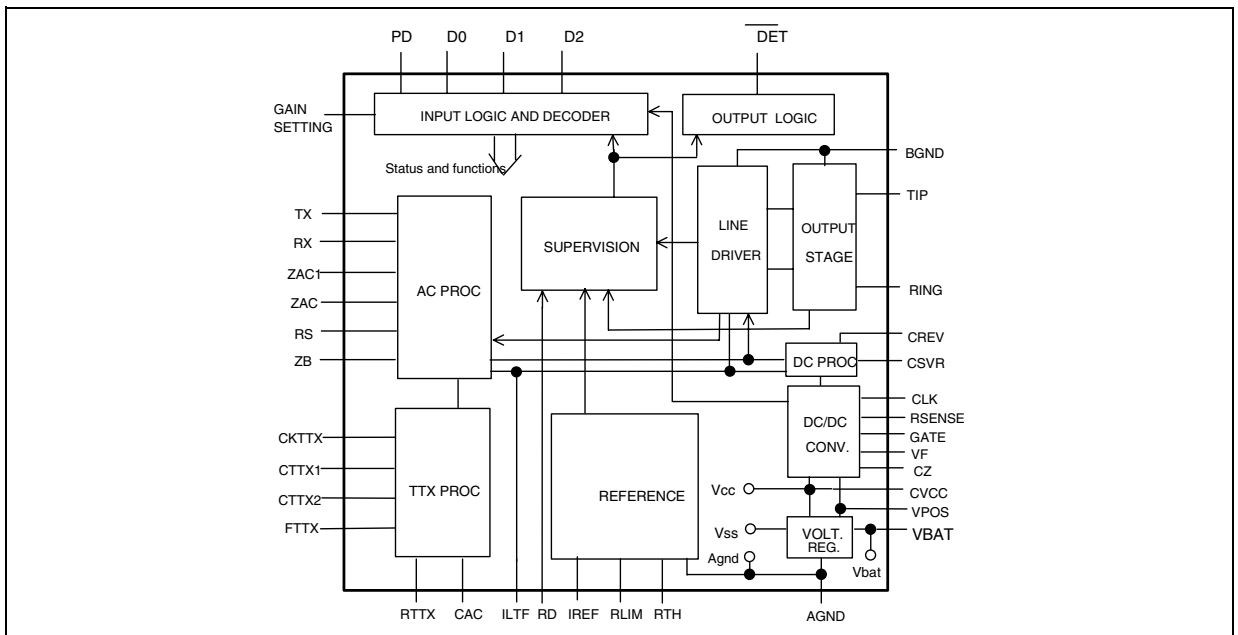 PD D0 D1 D2 DET
GAIN
SETTING
INPUT LOGIC AND DECODER
OUTPUT LOGIC
Status and functions
BGND
TIP
RING
TX
RX
ZAC1
ZAC
RS
ZB
AC PROC
SUPERVISION
LINE
DRIVER
OUTPUT
STAGE
CREV
CSVR
DC PROC
CLK
RSENSE
GATE
VF
CZ
CVCC
VPOS
VBAT
DC/DC
CONV.
CKTTX
CTTX1
CTTX2
FTTX
TTX PROC
REFERENCE
Vcc
Vss
Agnd
VOLT.
REG.
Vbat
RTTX CAC ILTF RD IREF RLIM RTH AGND